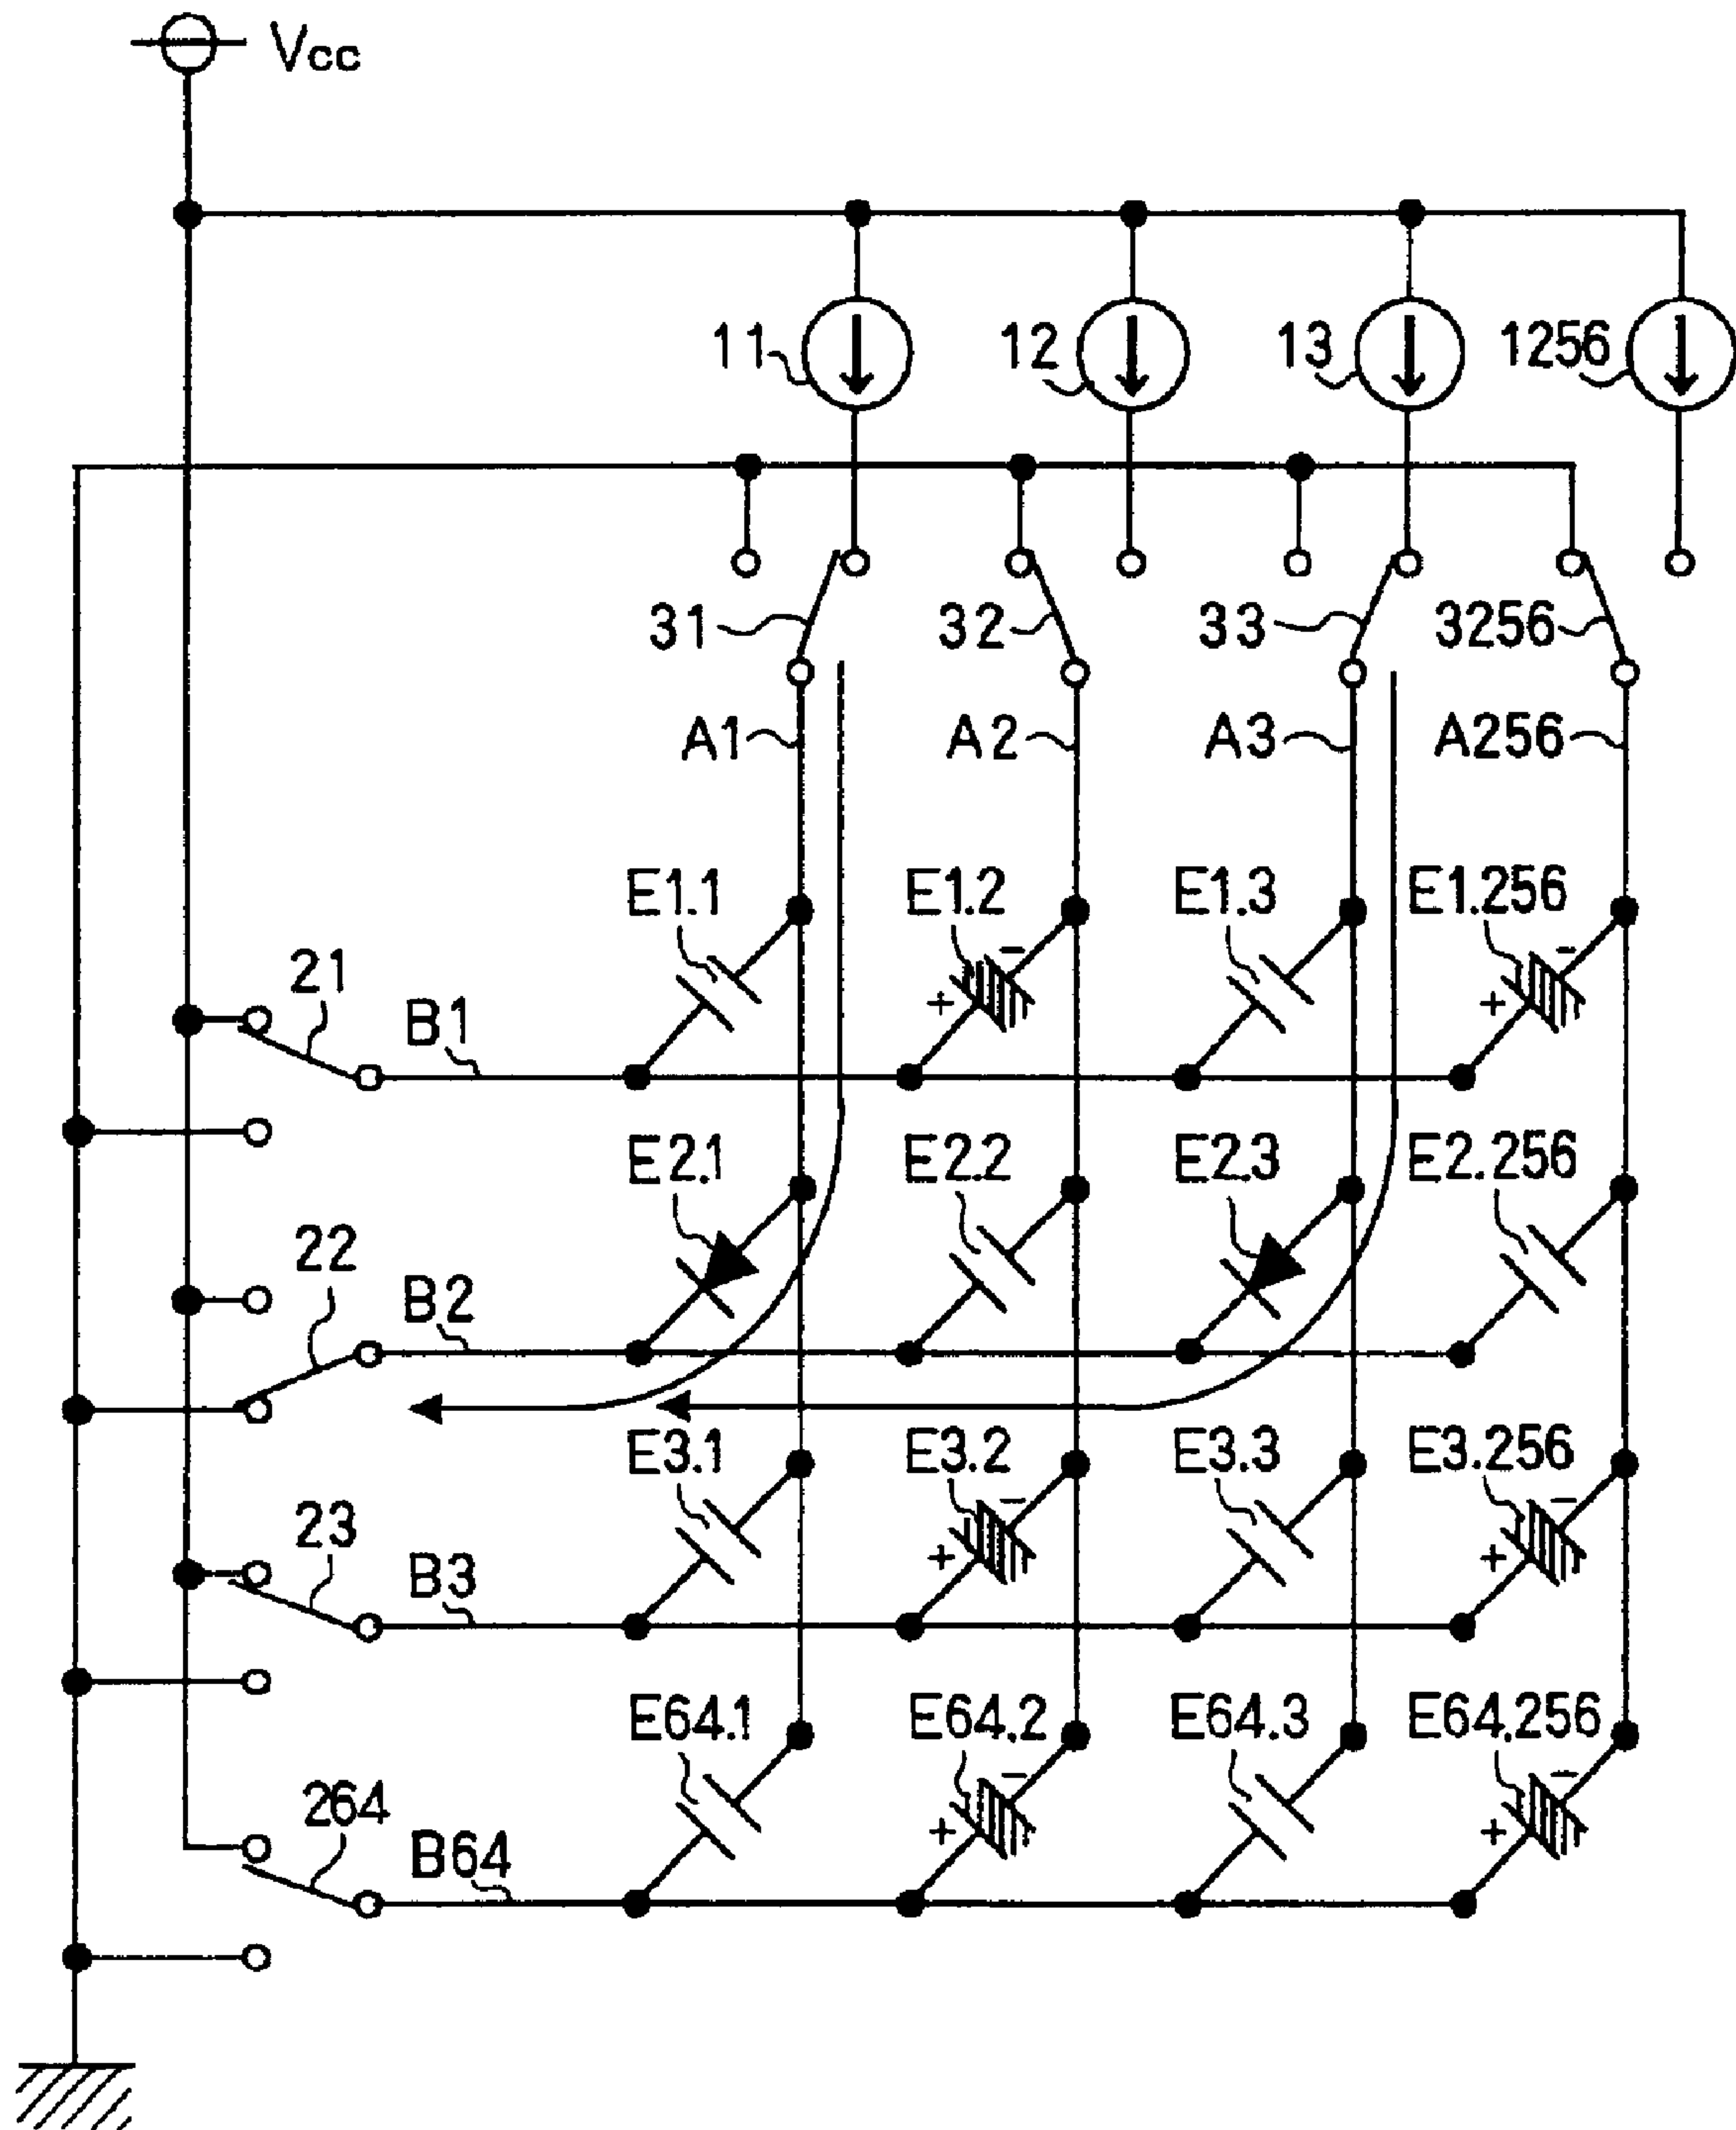 Vcc
11 12 13 1256
31 32 33 3256
A1 A2 A3 A256
E1.1 E1.2 E1.3 E1.256
- -
21 B1 + +
E2.1 E2.2 E2.3 E2.256
22 B2
E3.1 E3.2 E3.3 E3.256
- -
23 B3 + +
E64.1 E64.2 E64.3 E64.256
- -
264 B64 + +